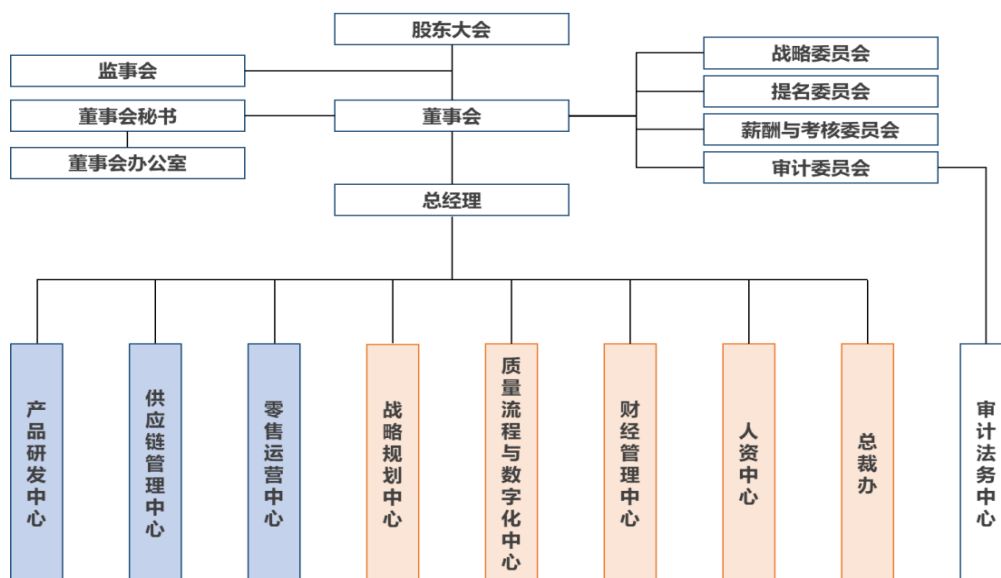 股东大会
监事会
战略委员会
提名委员会
董事会秘书
董事会
薪酬与考核委员会
董事会办公室
审计委员会
总经理
产品研发中心
供应链管理中心
零售运营中心
战略规划中心
质量流程与数字化中心
财经管理中心
人资中心
总裁办
审计法务中心